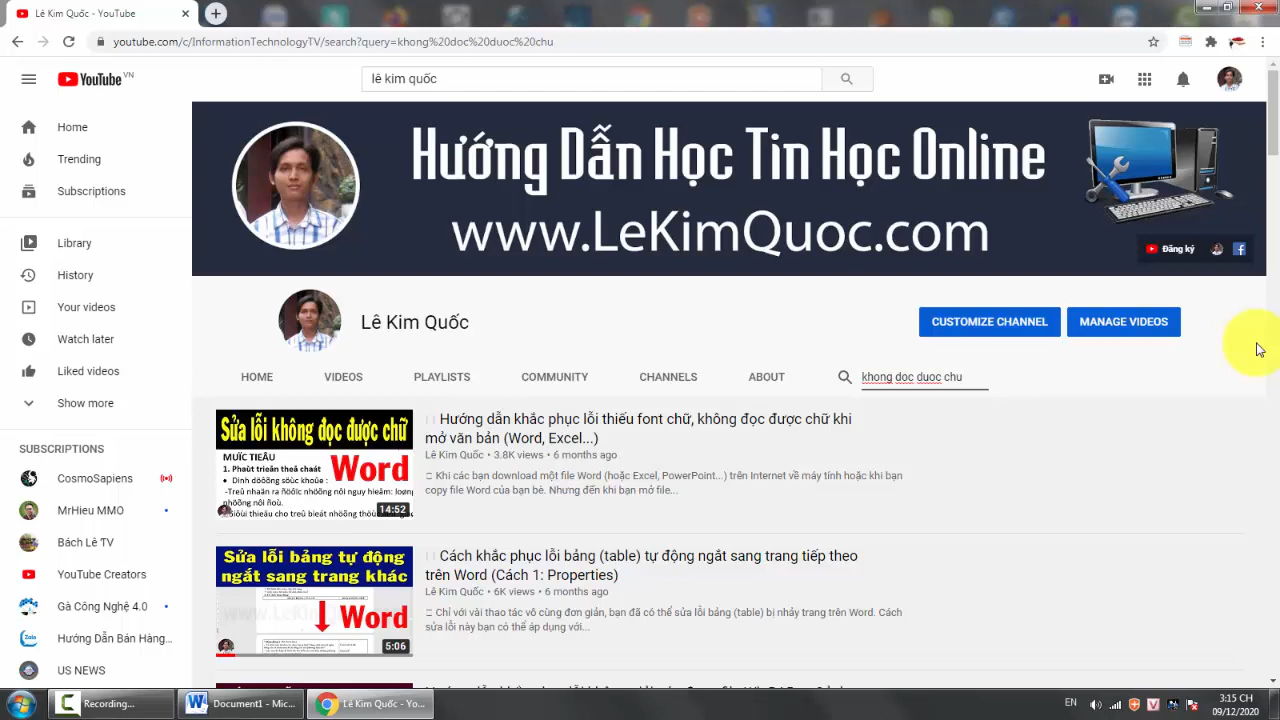 Lê Kim Quốc - YouTube
youtube.com/c/InformationTechnologyTV/search?query=khong%20doc%20duoc%20chu
YouTube VN
lê kim quốc
Home
Trending
Subscriptions
Library
History
Your videos
Watch later
Liked videos
Show more
SUBSCRIPTIONS
CosmoSapiens
MrHieu MMO
Bách Lê TV
YouTube Creators
Gà Công Nghệ 4.0
Hướng Dẫn Bán Hàng...
US NEWS
Hướng Dẫn Học Tin Học Online
www.LeKimQuoc.com
Đăng ký
Lê Kim Quốc
CUSTOMIZE CHANNEL
MANAGE VIDEOS
HOME
VIDEOS
PLAYLISTS
COMMUNITY
CHANNELS
ABOUT
khong doc duoc chu
Sửa lỗi không đọc được chữ
MUÏC TIEÂU
Word
1. Phaùt trieån theå chaát
14:52
Hướng dẫn khắc phục lỗi thiếu font chữ, không đọc được chữ khi
mở văn bản (Word, Excel...)
Lê Kim Quốc • 3.8K views • 6 months ago
Khi các bạn download một file Word (hoặc Excel, PowerPoint...) trên Internet về máy tính hoặc khi bạn
copy file Word của bạn bè. Nhưng đến khi bạn mở file...
Sửa lỗi bảng tự động
ngắt sang trang khác
Word
5:06
Cách khắc phục lỗi bảng (table) tự động ngắt sang trang tiếp theo
trên Word (Cách 1: Properties)
Lê Kim Quốc • 6K views • 6 months ago
Chỉ với vài thao tác vô cùng đơn giản, bạn đã có thể sửa lỗi bảng (table) bị nhảy trang trên Word. Cách
sửa lỗi này bạn có thể áp dụng với...
Recording...
Document1 - Mic...
Lê Kim Quốc - Yo...
EN
3:15 CH
09/12/2020